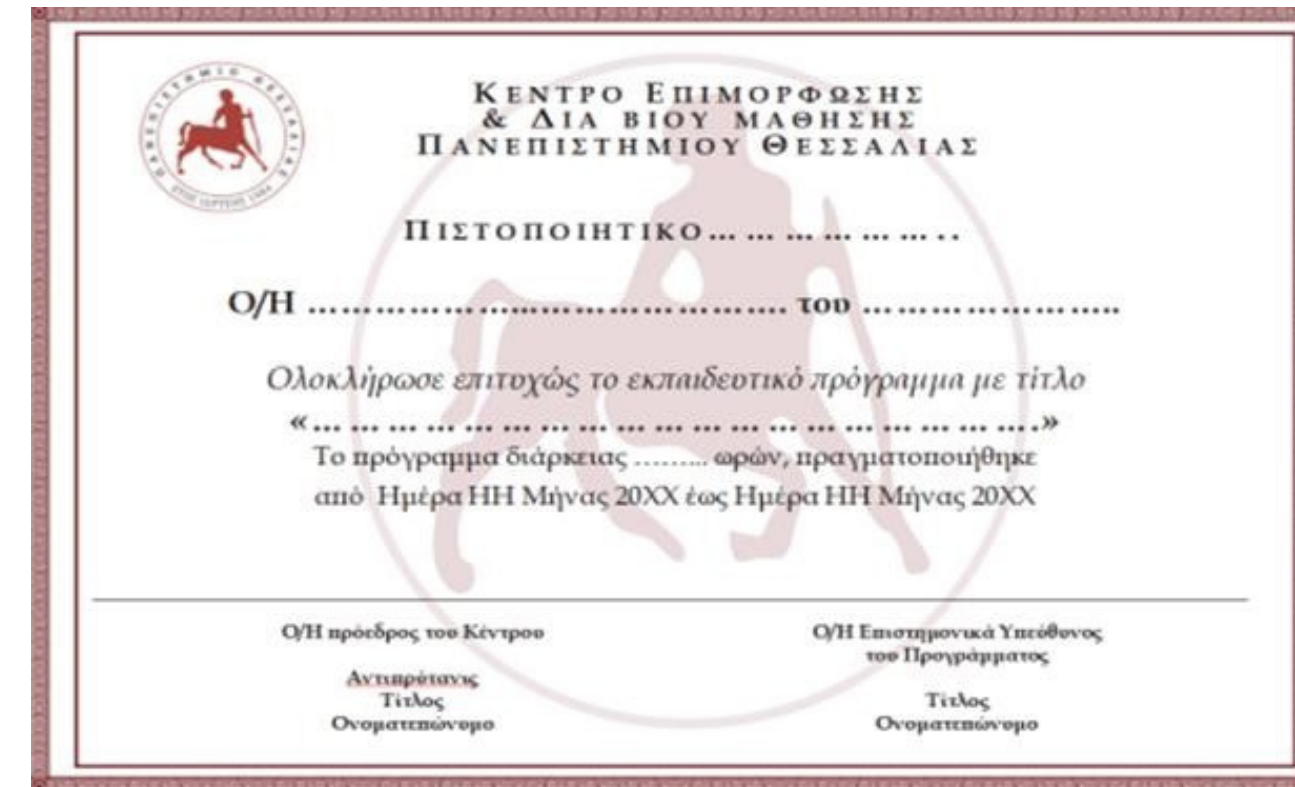 ΠΑΝΕΠΙΣΤΗΜΙΟ ΘΕΣΣΑΛΙΑΣ
ΚΕΝΤΡΟ ΕΠΙΜΟΡΦΩΣΗΣ
& ΔΙΑ ΒΙΟΥ ΜΑΘΗΣΗΣ
ΠΑΝΕΠΙΣΤΗΜΙΟΥ ΘΕΣΣΑΛΙΑΣ
ΠΙΣΤΟΠΟΙΗΤΙΚΟ... ... ... ... ... ... . .
Ο/Η ................................................ του ..........................
Ολοκλήρωσε επιτυχώς το εκπαιδευτικό πρόγραμμα με τίτλο
«... ... ... ... ... ... ... ... ... ... ... ... ... ... ... ... ... ... ... ....»
Το πρόγραμμα διάρκειας ......... ωρών, πραγματοποιήθηκε
από Ημέρα ΗΗ Μήνας 20ΧΧ έως Ημέρα ΗΗ Μήνας 20ΧΧ
Ο/Η πρόεδρος του Κέντρου
Αντιπρύτανις
Τίτλος
Ονοματεπώνυμο
Ο/Η Επιστημονικά Υπεύθυνος
του Προγράμματος
Τίτλος
Ονοματεπώνυμο